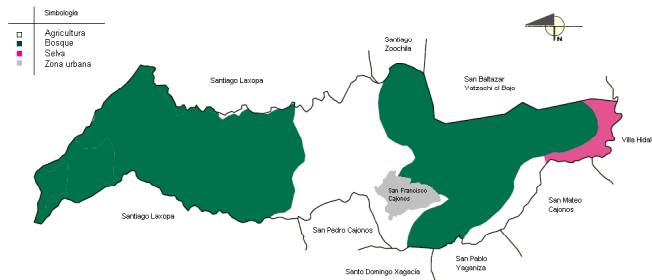 Simbología
Agricultura
Bosque
Selva
Zona urbana
N
Santiago
Zoochila
Santiago Laxopa
San Baltazar
Yatzachi el Bajo
Villa Hidal
San Francisco
Cajonos
San Mateo
Cajonos
Santiago Laxopa
San Pedro Cajonos
San Pablo
Yaganiza
Santo Domingo Xagacía